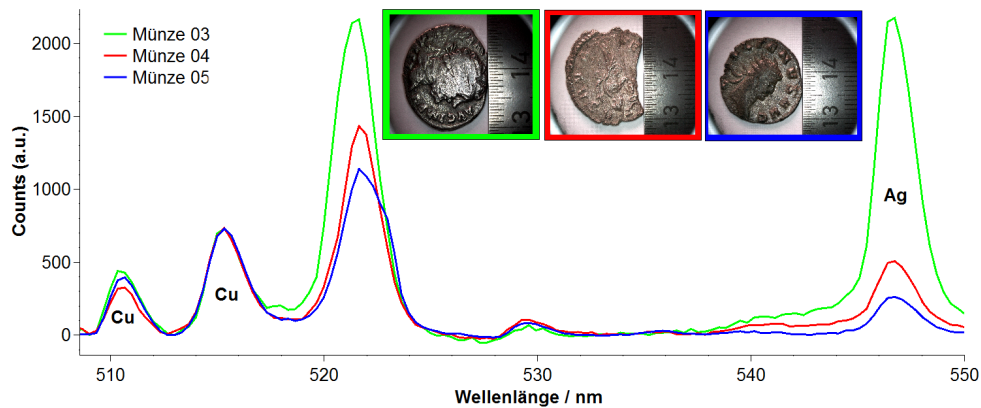 Münze 03
Münze 04
Münze 05
13 14
13 14
13 14
Cu
Cu
Ag
2000
1500
1000
500
0
Counts (a.u.)
510 520 530 540 550
Wellenlänge / nm